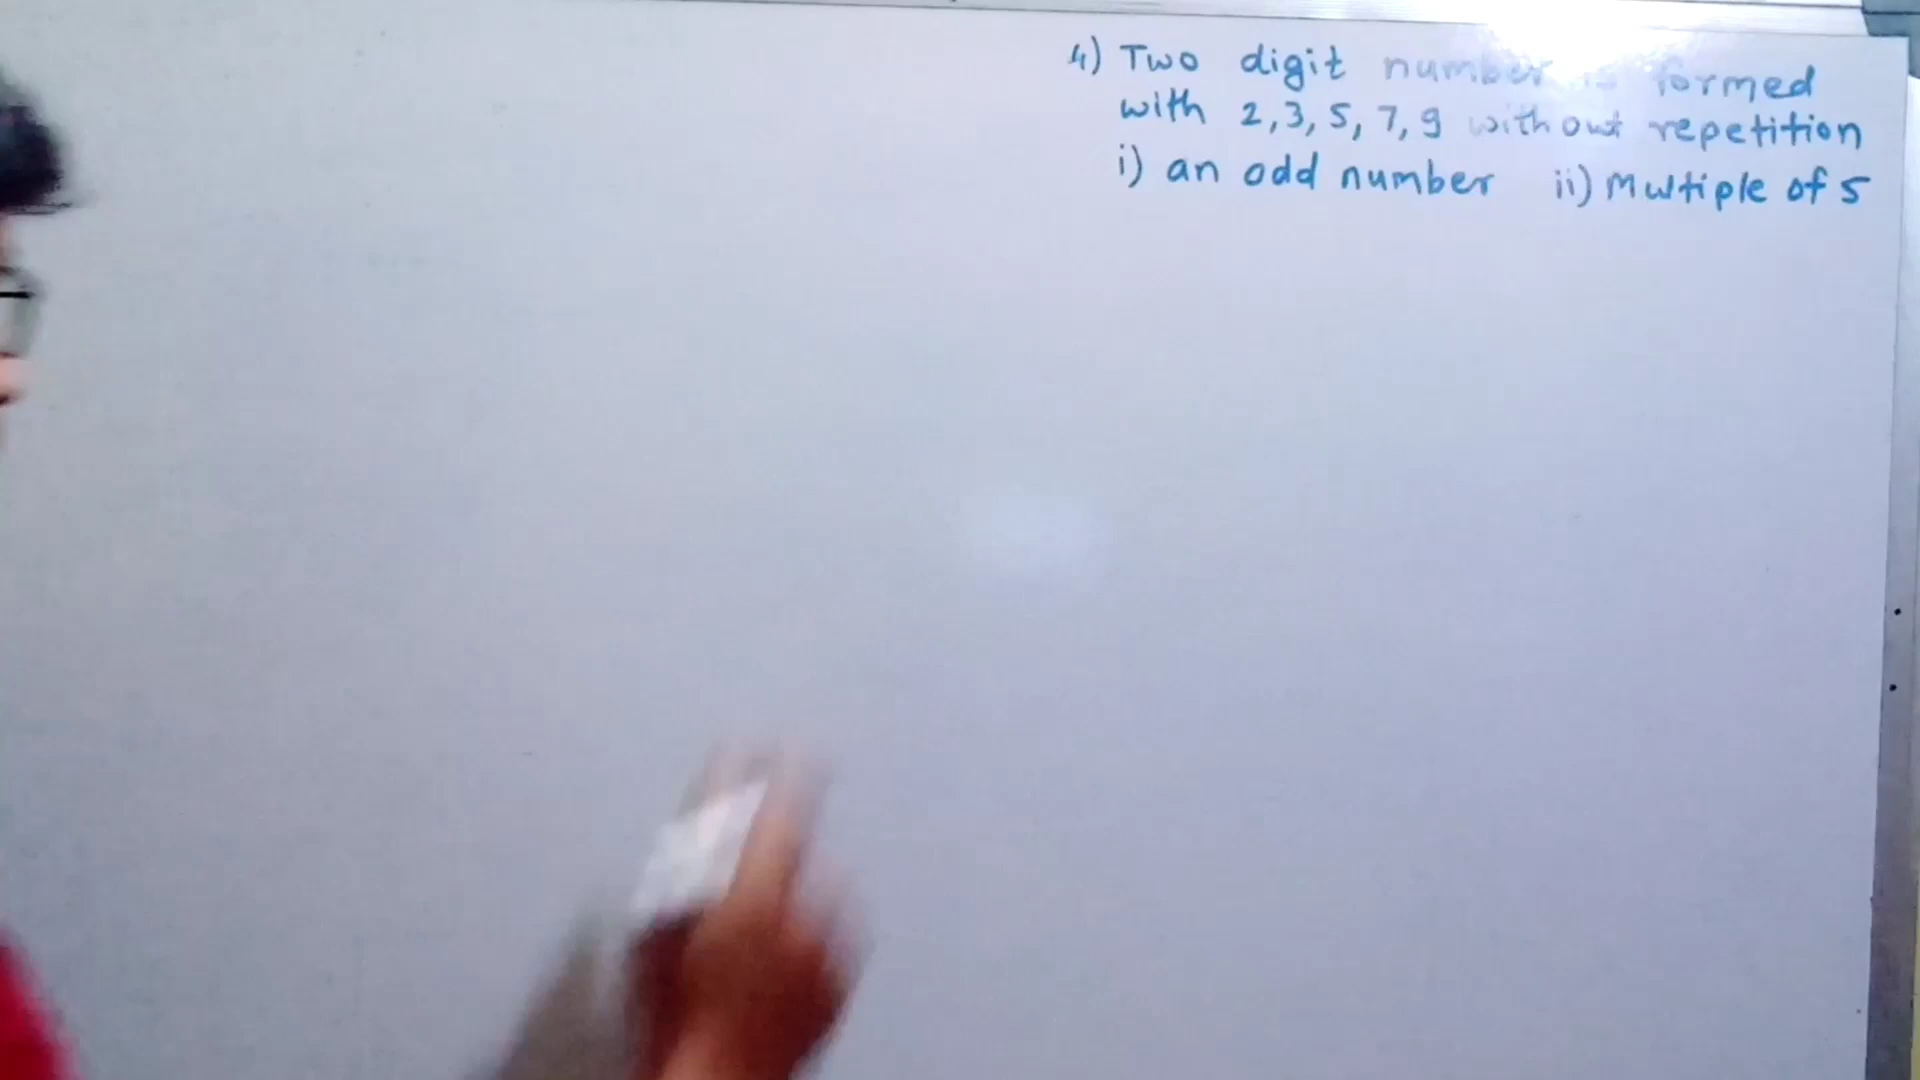 4) Two digit number is formed
with 2,3,5,7,9 without repetition
i) an odd number ii) Multiple of 5